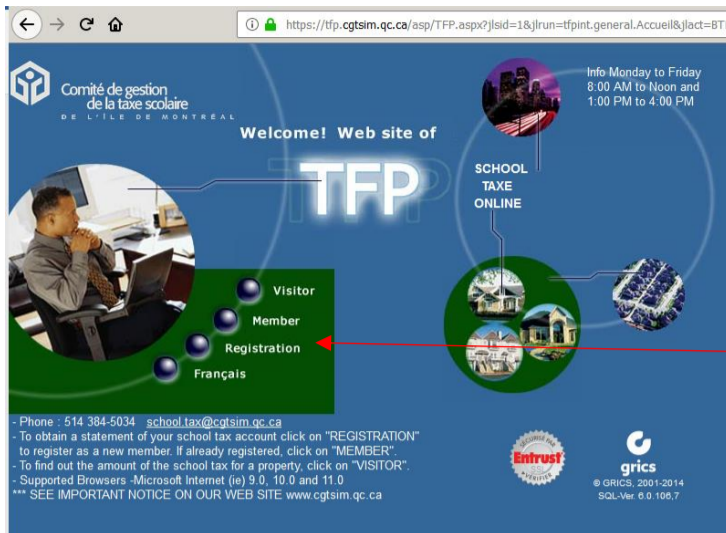 https://tfp.cgtsim.qc.ca/asp/TFP.aspx?jlsid=1&jlrun=tfpint.general.Accueil&jlact=BT
Comité de gestion
de la taxe scolaire
DE L'ÎLE DE MONTRÉAL
Info Monday to Friday
8:00 AM to Noon and
1:00 PM to 4:00 PM
Welcome! Web site of
TFP
SCHOOL
TAXE
ONLINE
Visitor
Member
Registration
Français
- Phone : 514 384-5034 school.tax@cgtsim.qc.ca
- To obtain a statement of your school tax account click on "REGISTRATION"
to register as a new member. If already registered, click on "MEMBER".
- To find out the amount of the school tax for a property, click on "VISITOR".
- Supported Browsers -Microsoft Internet (ie) 9.0, 10.0 and 11.0
*** SEE IMPORTANT NOTICE ON OUR WEB SITE www.cgtsim.qc.ca
SÉCURISÉ PAR
Entrust
SSL
VÉRIFIER
grics
© GRICS, 2001-2014
SQL-Ver. 6.0.106,7